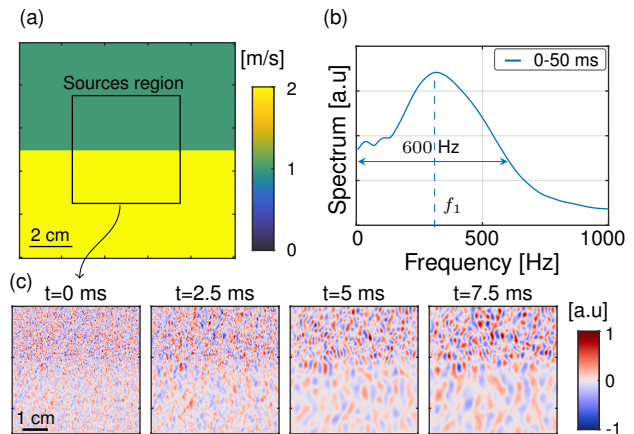 (a)
[m/s]
Sources region
2
1
0
2 cm
(b)
0-50 ms
Spectrum [a.u]
600 Hz
f1
0
500
1000
Frequency [Hz]
(c)
t=0 ms
t=2.5 ms
t=5 ms
t=7.5 ms
[a.u]
1
0
-1
1 cm